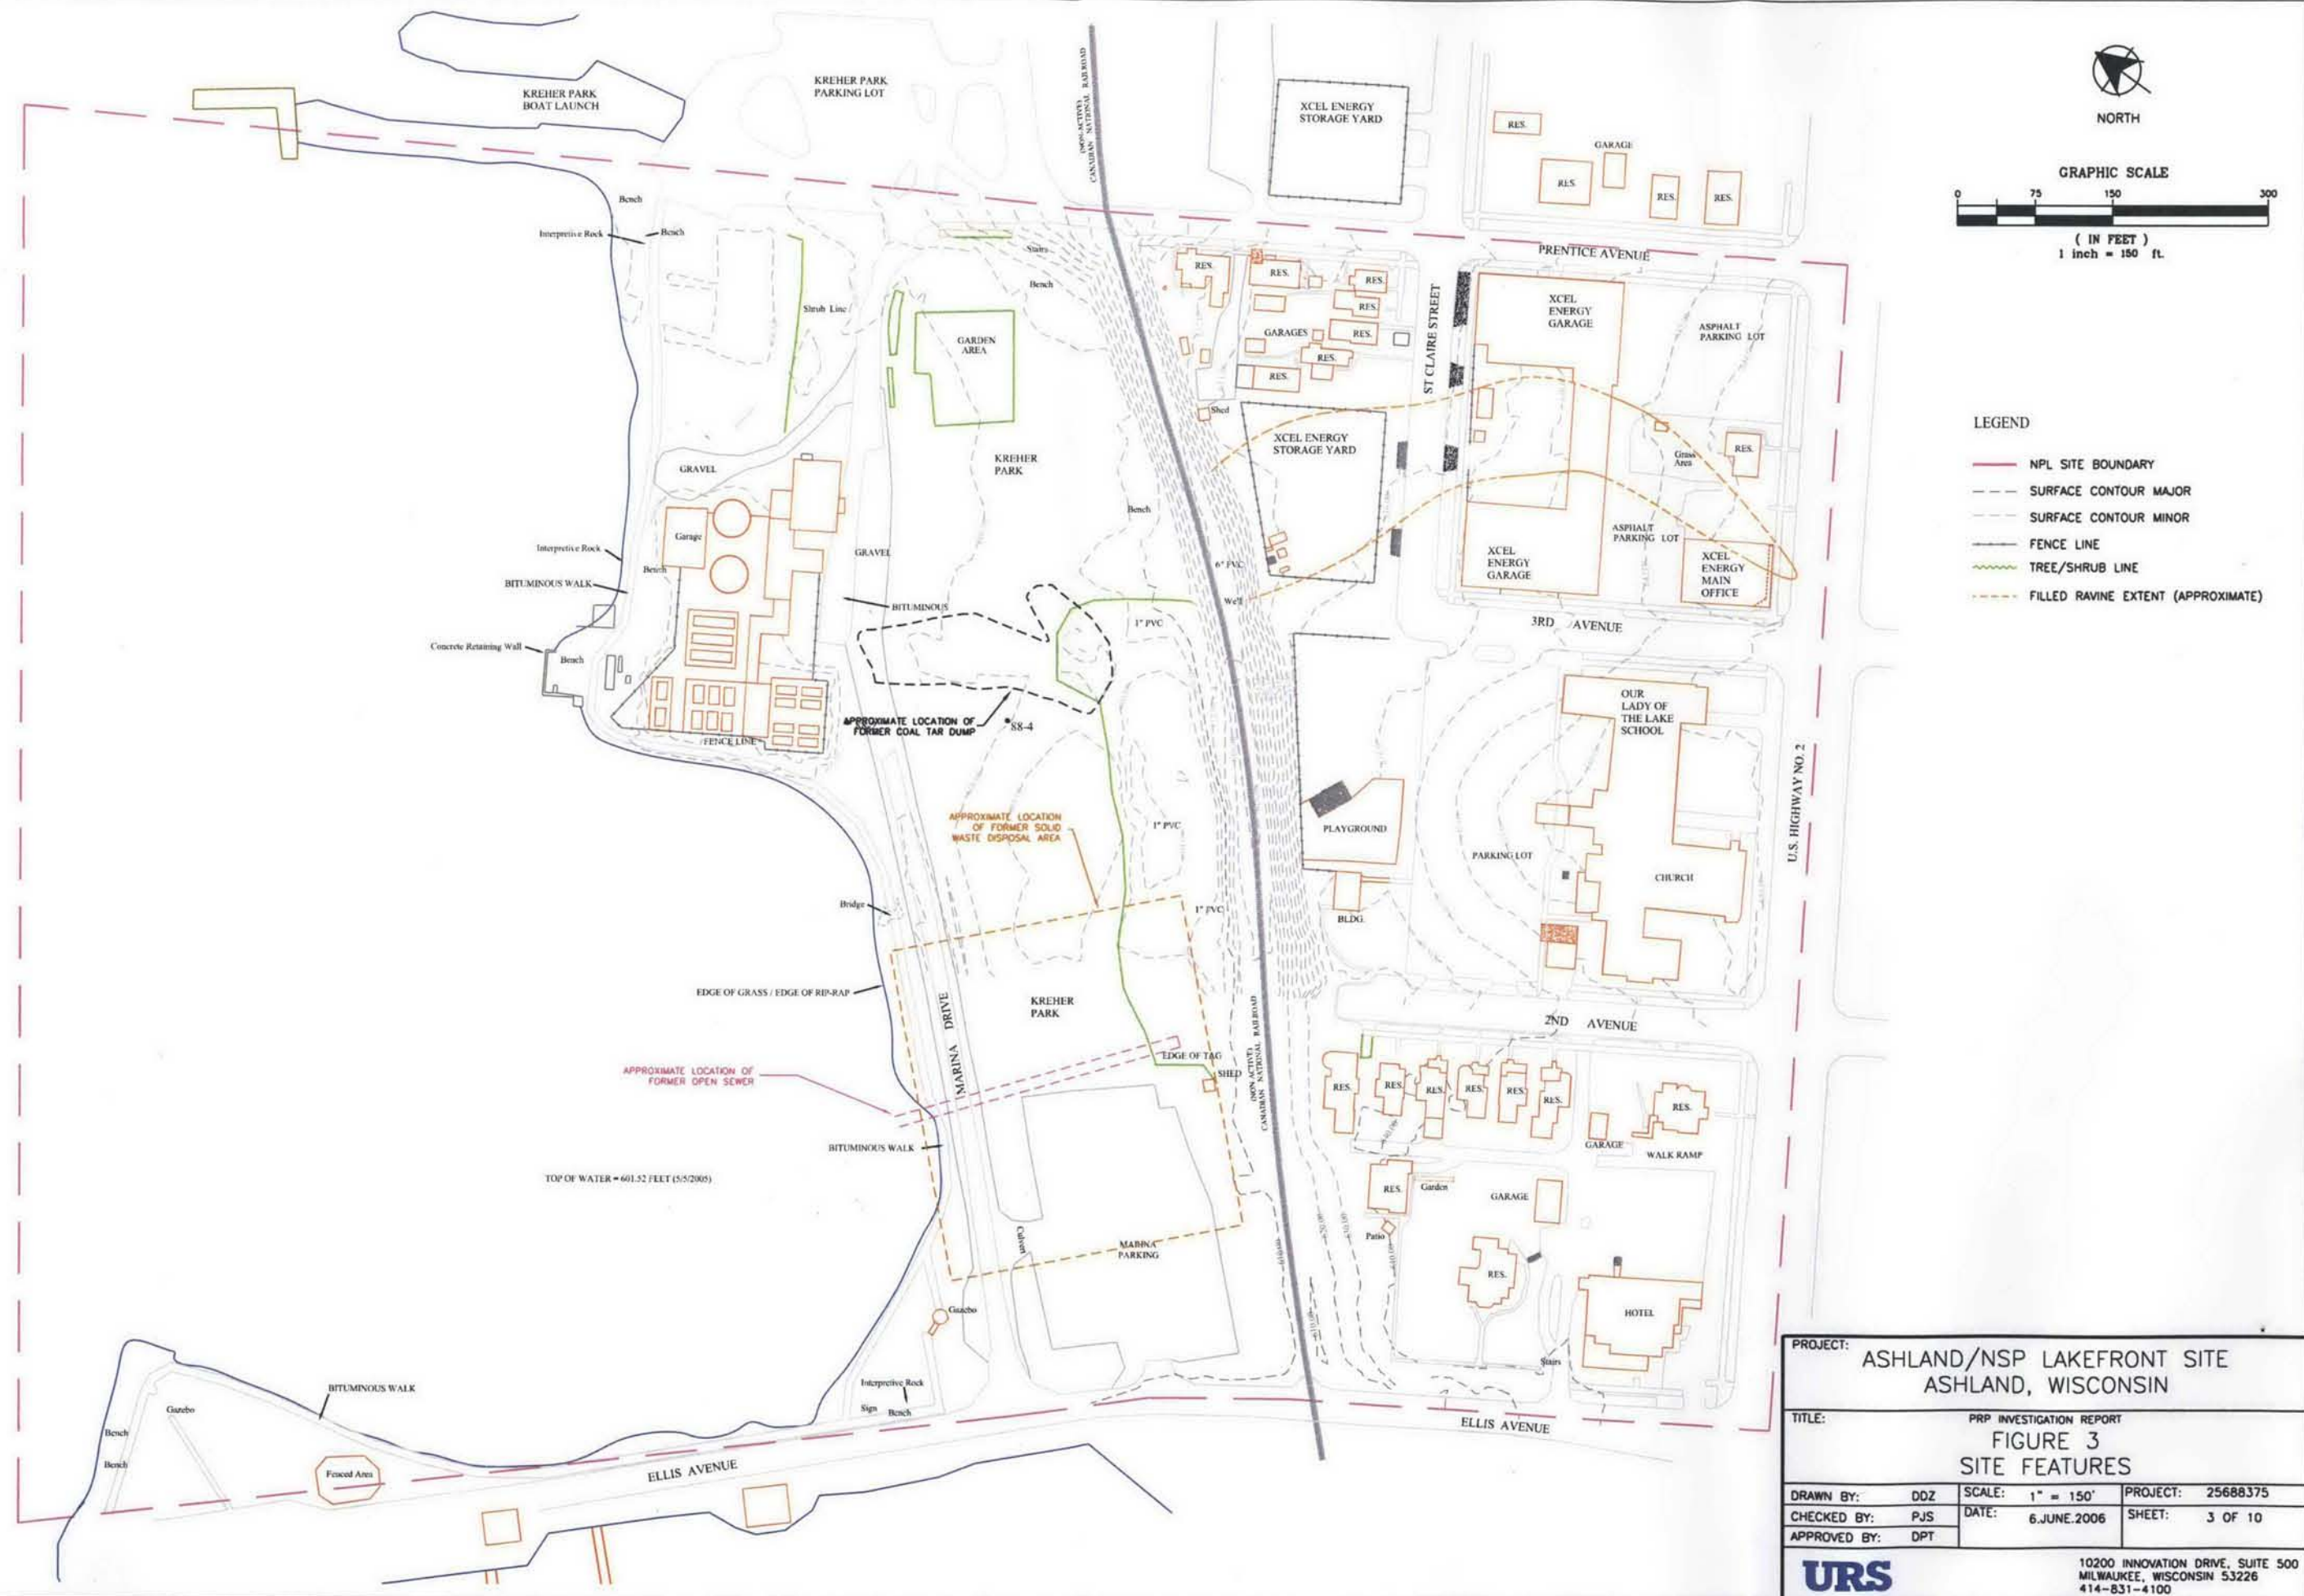 KREHER PARK
BOAT LAUNCH
KREHER PARK
PARKING LOT
(NON-ACTIVE)
CANADIAN NATIONAL RAILROAD
XCEL ENERGY
STORAGE YARD
RES.
GARAGE
RES.
RES.
RES.
NORTH
GRAPHIC SCALE
0 75 150 300
( IN FEET )
1 inch = 150 ft.
Bench
Interpretive Rock
Bench
Stairs
Bench
Shrub Line
GARDEN
AREA
RES.
RES.
RES.
RES.
GARAGES
RES.
RES.
RES.
Shed
ST CLAIRE STREET
PRENTICE AVENUE
XCEL
ENERGY
GARAGE
ASPHALT
PARKING LOT
XCEL ENERGY
STORAGE YARD
Grass
Area
RES.
LEGEND
NPL SITE BOUNDARY
SURFACE CONTOUR MAJOR
SURFACE CONTOUR MINOR
FENCE LINE
TREE/SHRUB LINE
FILLED RAVINE EXTENT (APPROXIMATE)
GRAVEL
KREHER
PARK
Bench
Garage
Interpretive Rock
Bench
BITUMINOUS WALK
GRAVEL
BITUMINOUS
6" PVC
Well
1" PVC
XCEL
ENERGY
GARAGE
ASPHALT
PARKING LOT
XCEL
ENERGY
MAIN
OFFICE
3RD AVENUE
Concrete Retaining Wall
Bench
FENCE LINE
APPROXIMATE LOCATION OF
FORMER COAL TAR DUMP
88-4
OUR
LADY OF
THE LAKE
SCHOOL
U.S. HIGHWAY NO. 2
APPROXIMATE LOCATION
OF FORMER SOLID
WASTE DISPOSAL AREA
1" PVC
PLAYGROUND
PARKING LOT
CHURCH
Bridge
1" PVC
BLDG.
EDGE OF GRASS / EDGE OF RIP-RAP
MARINA DRIVE
KREHER
PARK
(NON ACTIVE)
CANADIAN NATIONAL RAILROAD
2ND AVENUE
EDGE OF TAG
SHED
APPROXIMATE LOCATION OF
FORMER OPEN SEWER
RES.
RES.
RES.
RES.
RES.
RES.
RES.
640.00
GARAGE
WALK RAMP
BITUMINOUS WALK
TOP OF WATER = 601.52 FEET (5/5/2005)
RES.
Garden
GARAGE
Culvert
MARINA
PARKING
610.00
620.00
630.00
Patio
640.00
RES.
HOTEL
Gazebo
610.00
Stairs
Interpretive Rock
Sign Bench
BITUMINOUS WALK
Gazebo
Bench
Bench
Fenced Area
ELLIS AVENUE
ELLIS AVENUE
PROJECT:
ASHLAND/NSP LAKEFRONT SITE
ASHLAND, WISCONSIN
TITLE:
PRP INVESTIGATION REPORT
FIGURE 3
SITE FEATURES
DRAWN BY: DDZ SCALE: 1" = 150' PROJECT: 25688375
CHECKED BY: PJS DATE: 6.JUNE.2006 SHEET: 3 OF 10
APPROVED BY: DPT
URS
10200 INNOVATION DRIVE, SUITE 500
MILWAUKEE, WISCONSIN 53226
414-831-4100